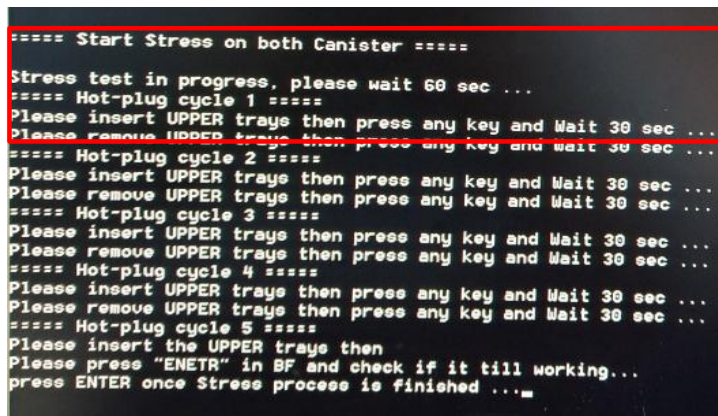 ===== Start Stress on both Canister =====
Stress test in progress, please wait 60 sec ...
===== Hot-plug cycle 1 =====
Please insert UPPER trays then press any key and Wait 30 sec ...
Please remove UPPER trays then press any key and Wait 30 sec ...
===== Hot-plug cycle 2 =====
Please insert UPPER trays then press any key and Wait 30 sec ...
Please remove UPPER trays then press any key and Wait 30 sec ...
===== Hot-plug cycle 3 =====
Please insert UPPER trays then press any key and Wait 30 sec ...
Please remove UPPER trays then press any key and Wait 30 sec ...
===== Hot-plug cycle 4 =====
Please insert UPPER trays then press any key and Wait 30 sec ...
Please remove UPPER trays then press any key and Wait 30 sec ...
===== Hot-plug cycle 5 =====
Please insert the UPPER trays then
Please press "ENETR" in BF and check if it till working...
press ENTER once Stress process is finished ..._